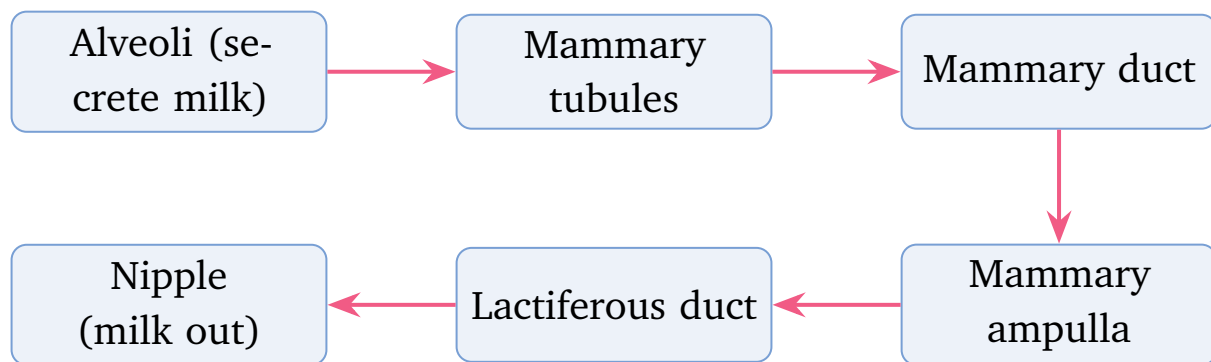 Alveoli (se-
crete milk)
Mammary
tubules
Mammary duct
Mammary
ampulla
Lactiferous duct
Nipple
(milk out)